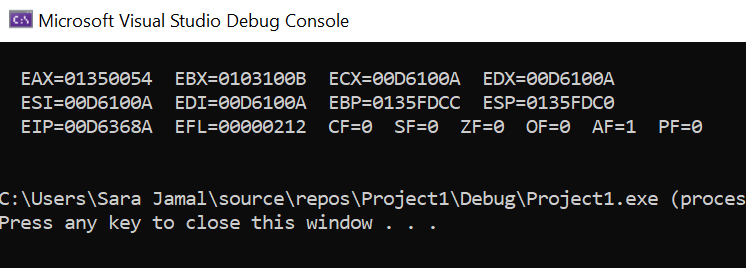 Microsoft Visual Studio Debug Console
EAX=01350054 EBX=0103100B ECX=00D6100A EDX=00D6100A
ESI=00D6100A EDI=00D6100A EBP=0135FDCC ESP=0135FDC0
EIP=00D6368A EFL=00000212 CF=0 SF=0 ZF=0 OF=0 AF=1 PF=0
C:\Users\Sara Jamal\source\repos\Project1\Debug\Project1.exe (proces
Press any key to close this window . . .